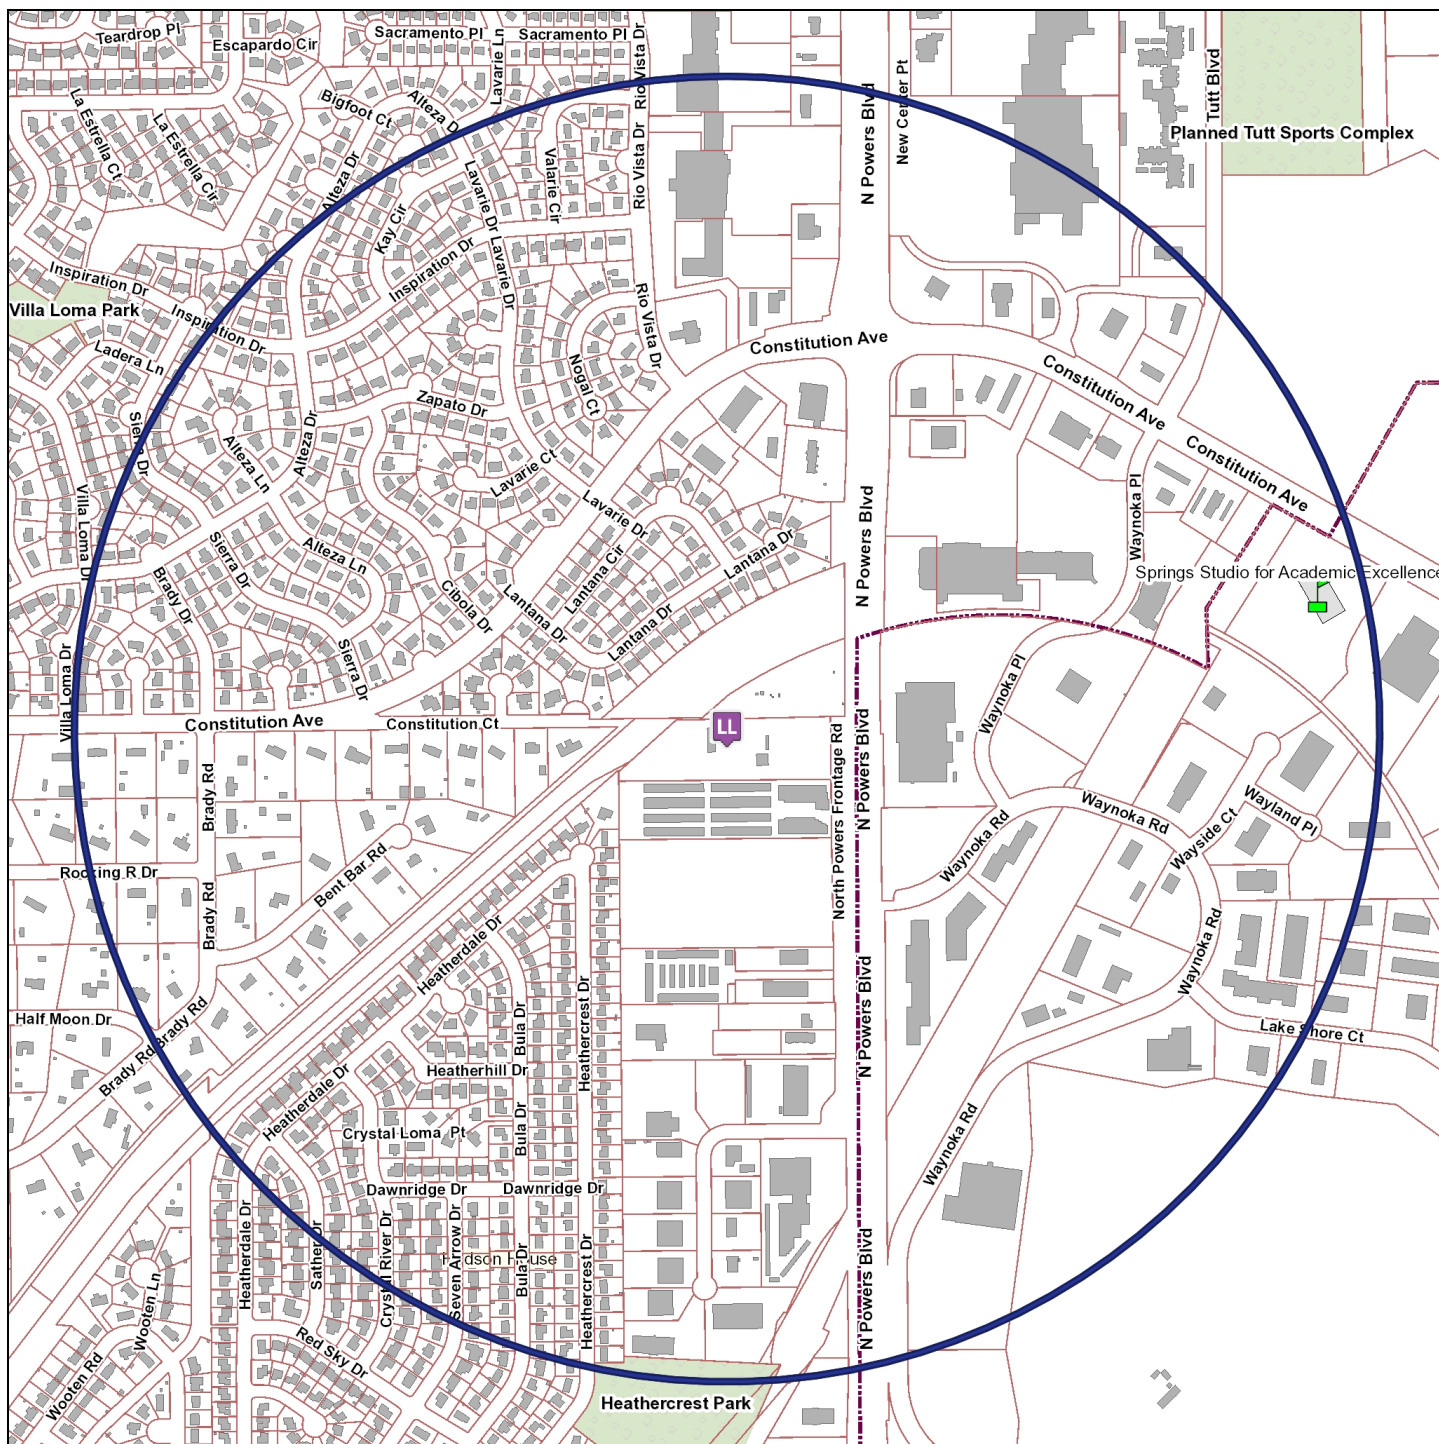 Teardrop Pl
Escapardo Cir
Sacramento Pl
Sacramento Pl
Lavarie Ln
Rio Vista Dr
New Center Pt
Tutt Blvd
Planned Tutt Sports Complex
La Estrella Ct
La Estrella Cir
Bigfoot Ct
Alteza D
N Powers Blvd
Rio Vista Dr
Valarie Cir
Lavarie Dr
Alteza Dr
Kay Cir
Inspiration Dr
Lavarie Dr
Inspiration Dr
Villa Loma Park
Inspiration Dr
Rio Vista Dr
Constitution Ave
Ladera Ln
Nogal Ct
Constitution Ave
Zapato Dr
Sierra Dr
Alteza Dr
Alteza Ln
Lavarie Ct
Constitution Ave
Villa Loma Dr
Lavarie Dr
N Powers Blvd
Waynoka Pl
Sierra Dr
Alteza Ln
Lantana Dr
Lantana Cir
Springs Studio for Academic Excellence
Brady Dr
Cibola Dr
Lantana Dr
Lantana Dr
Sierra Dr
Villa Loma Dr
Waynoka Pl
Constitution Ave
Constitution Ct
LL
North Powers Frontage Rd
N Powers Blvd
Brady Rd
Waynoka Rd
Waynoka Rd
Wayside Ct
Wayland Pl
Rocking R Dr
Bent Bar Rd
Brady Rd
Heatherdale Dr
Waynoka Rd
Half Moon Dr
Brady Rd
Brady Rd
Bula Dr
Heathercrest Dr
N Powers Blvd
Lake Shore Ct
Heatherhill Dr
Heatherdale Dr
Crystal Loma Pt
Bula Dr
Waynoka Rd
Dawnridge Dr
Dawnridge Dr
Heatherdale Dr
Sather Dr
Crystal River Dr
Seven Arrow Dr
Bula Dr
Heathercrest Dr
N Powers Blvd
Wooten Ln
Red Sky Dr
Wooten Rd
Heathercrest Park